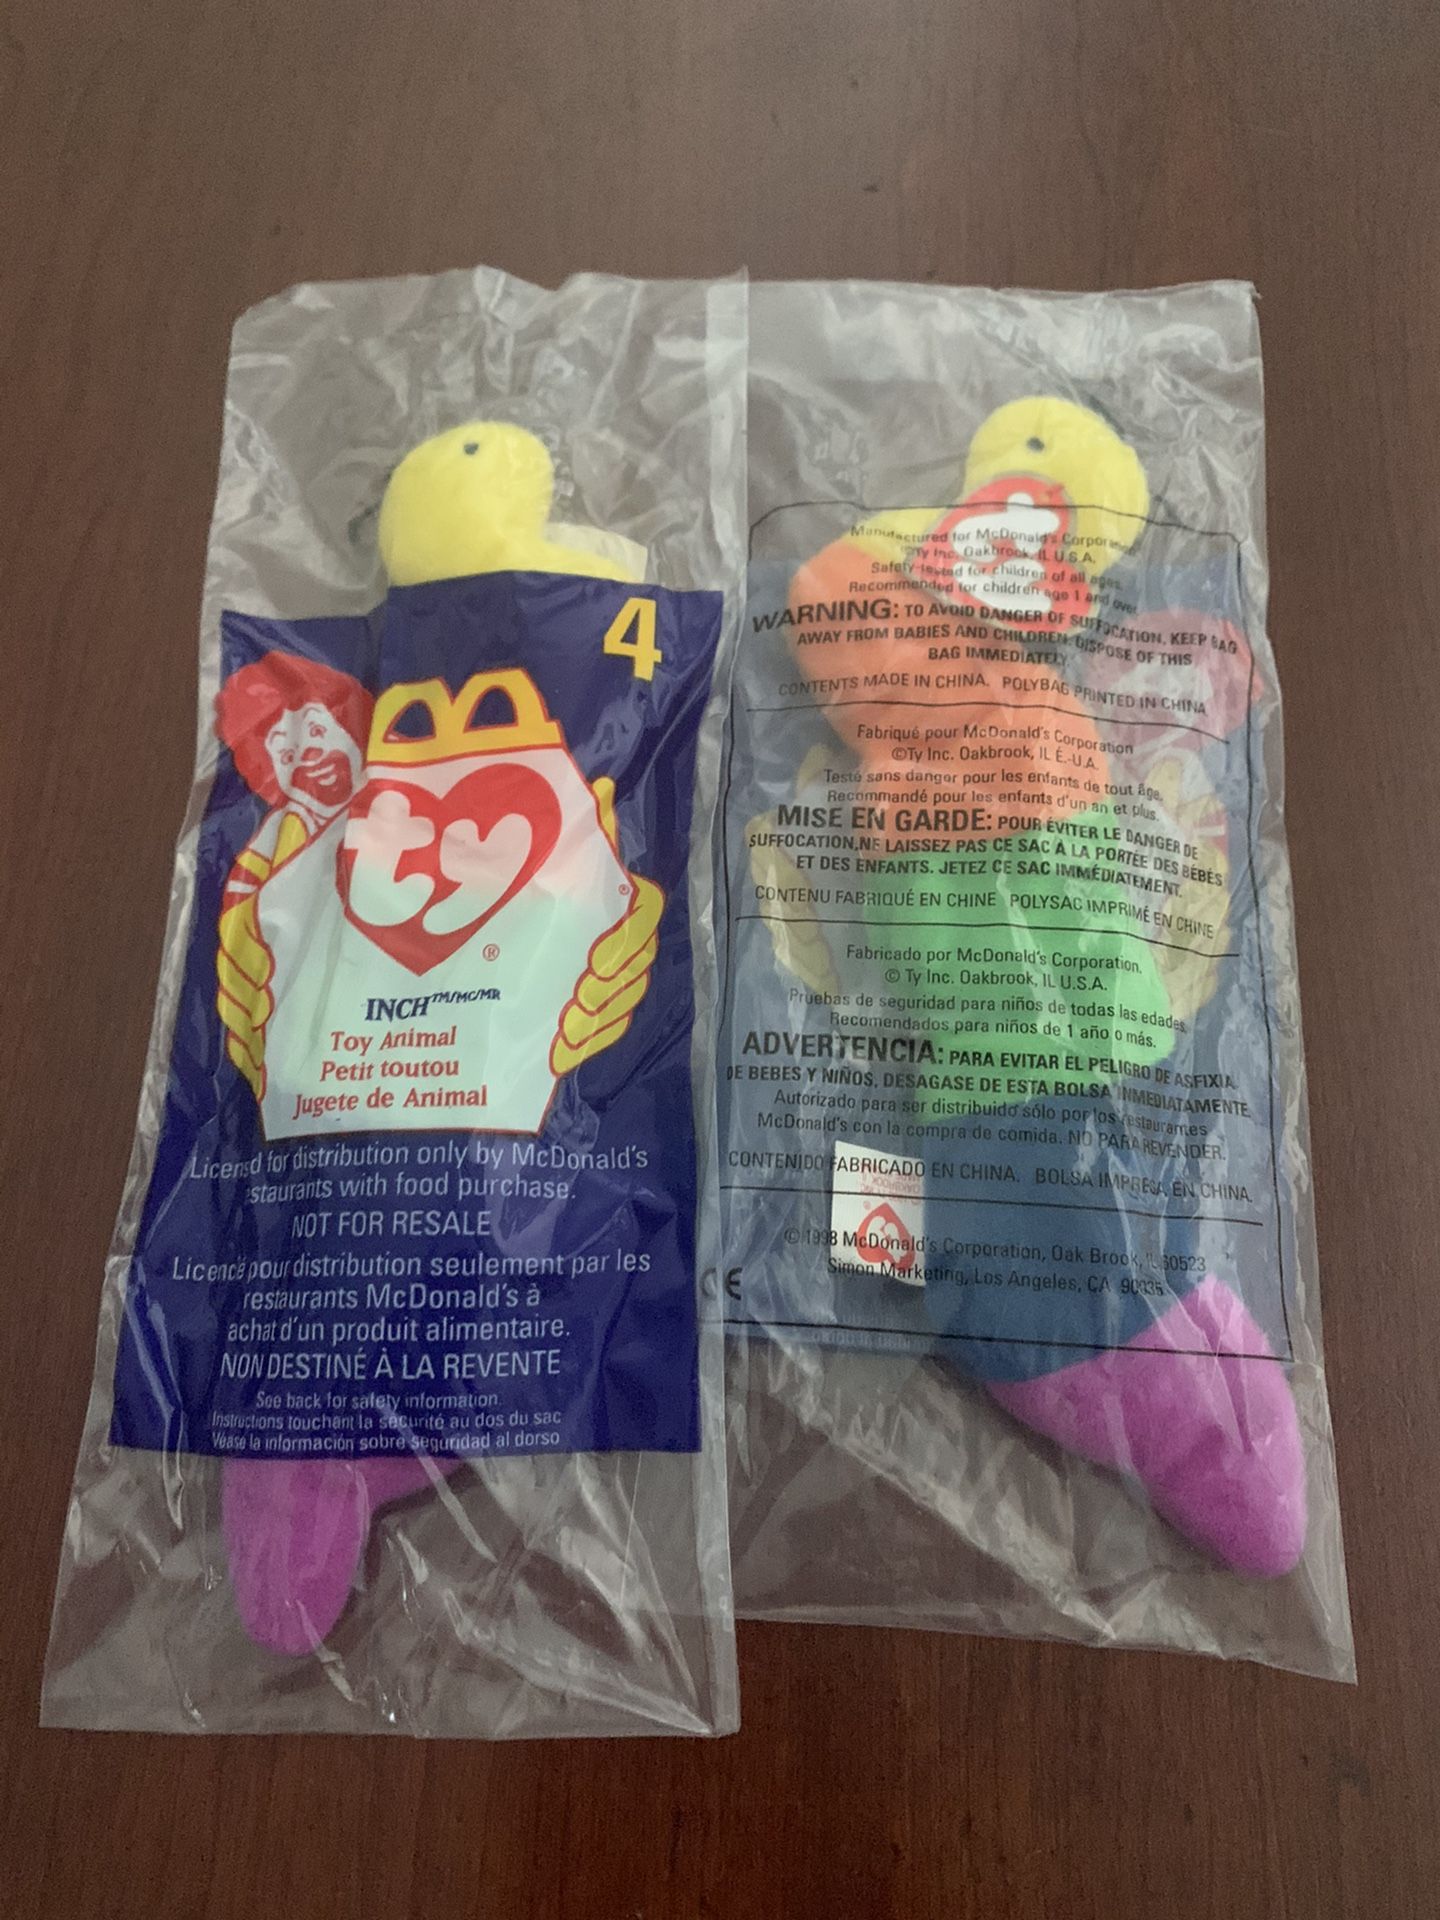 4
ty
®
®
INCH™/MC/MR
Toy Animal
Petit toutou
Jugete de Animal
Licensd for distribution only by McDonald's
staurants with food purchase.
NOT FOR RESALE
Licencé pour distribution seulement par les
restaurants McDonald's à
achat d'un produit alimentaire.
NON DESTINÉ À LA REVENTE
See back for safety information.
Instructions touchant la sécurité au dos du sac
Véase la información sobre seguridad al dorso
ty
Manufactured for McDonald's Corporation
©Ty Inc. Oakbrook, IL U.S.A.
Safety-tested for children of all ages.
Recommended for children age 1 and over.
WARNING: TO AVOID DANGER OF SUFFOCATION, KEEP BAG
AWAY FROM BABIES AND CHILDREN. DISPOSE OF THIS
BAG IMMEDIATELY.
CONTENTS MADE IN CHINA. POLYBAG PRINTED IN CHINA
Fabriqué pour McDonald's Corporation
©Ty Inc. Oakbrook, IL É.-U.A.
Testé sans danger pour les enfants de tout âge.
Recommandé pour les enfants d'un an et plus.
MISE EN GARDE: POUR ÉVITER LE DANGER DE
SUFFOCATION,NE LAISSEZ PAS CE SAC À LA PORTÉE DES BÉBÉS
ET DES ENFANTS. JETEZ CE SAC IMMÉDIATEMENT.
CONTENU FABRIQUÉ EN CHINE POLYSAC IMPRIMÉ EN CHINE
Fabricado por McDonald's Corporation.
© Ty Inc. Oakbrook, IL U.S.A.
Pruebas de seguridad para niños de todas las edades
Recomendados para niños de 1 año o más.
ADVERTENCIA: PARA EVITAR EL PELIGRO DE ASFIXIA
DE BEBES Y NIÑOS, DESAGASE DE ESTA BOLSA INMEDIATAMENTE.
Autorizado para ser distribuido sólo por los restaurantes
McDonald's con la compra de comida. NO PARA REVENDER.
CONTENIDO FABRICADO EN CHINA. BOLSA IMPRESA EN CHINA.
ty
© 1998 McDonald's Corporation, Oak Brook, IL 60523
Simon Marketing, Los Angeles, CA 90035
CE